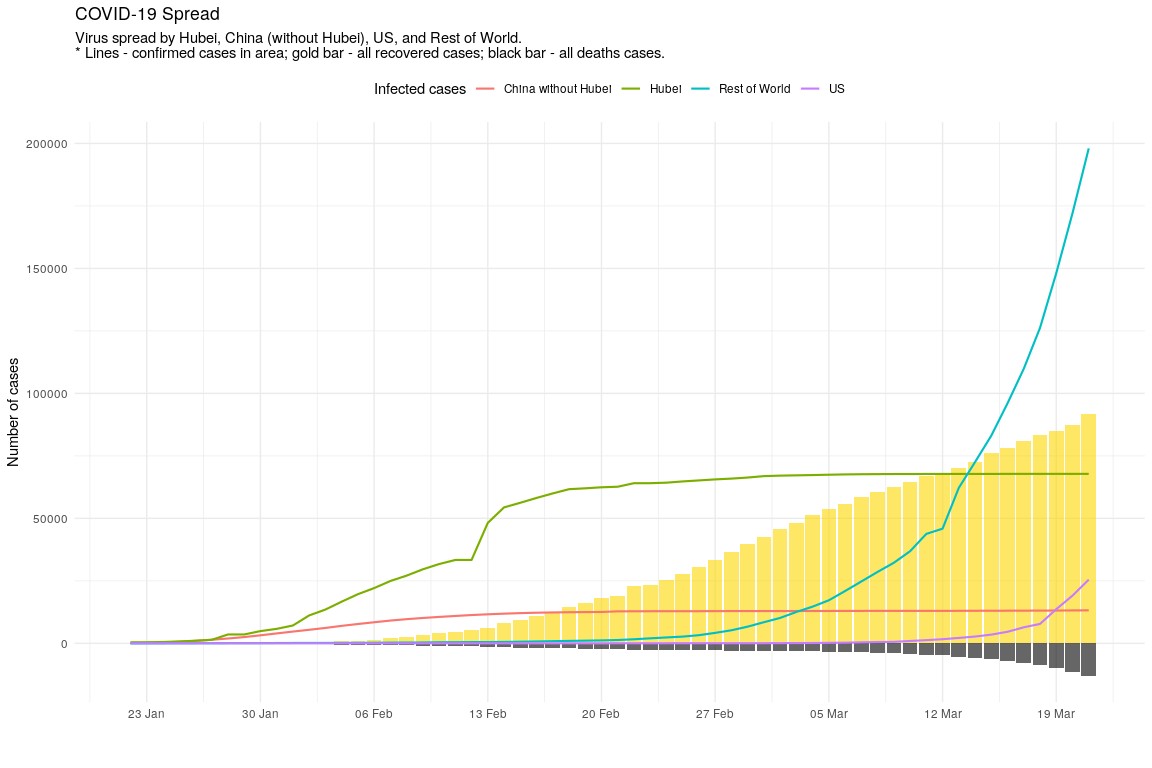 COVID-19 Spread
Virus spread by Hubei, China (without Hubei), US, and Rest of World.
* Lines - confirmed cases in area; gold bar - all recovered cases; black bar - all deaths cases.
Infected cases China without Hubei Hubei Rest of World US
Number of cases
200000
150000
100000
50000
0
23 Jan 30 Jan 06 Feb 13 Feb 20 Feb 27 Feb 05 Mar 12 Mar 19 Mar